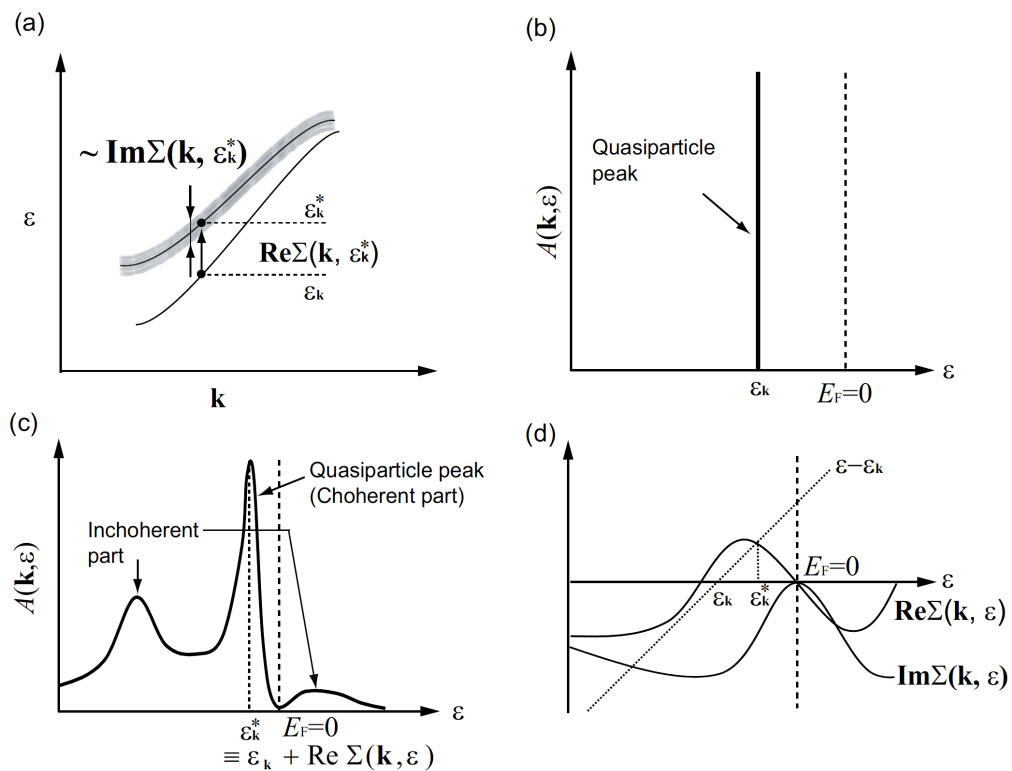 (a)
~ ImΣ(k, ε*k)
ε
ε*k
ReΣ(k, ε*k)
εk
k
(b)
A(k,ε)
Quasiparticle
peak
εk
EF=0
ε
(c)
A(k,ε)
Quasiparticle peak
(Choherent part)
Inchoherent
part
ε*k
EF=0
ε
≡ εk + Re Σ(k,ε)
(d)
ε−εk
EF=0
ε
εk
ε*k
ReΣ(k, ε)
ImΣ(k, ε)